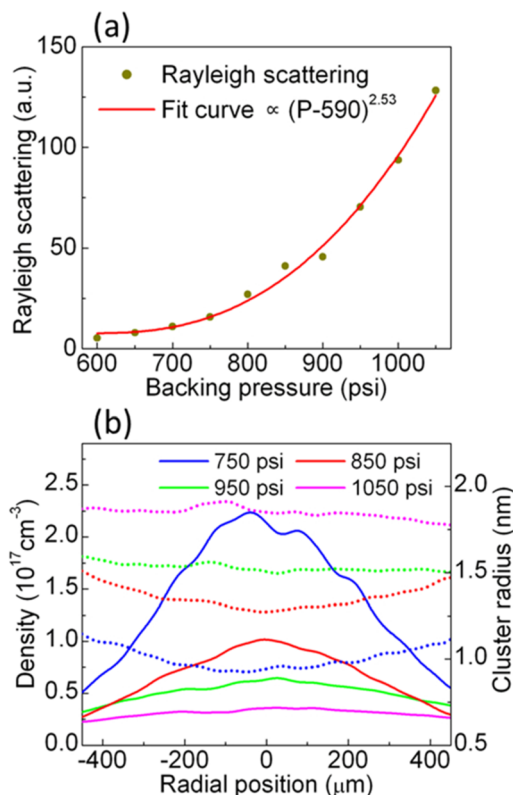 (a)
Rayleigh scattering
Fit curve ∝ (P-590)^2.53
Rayleigh scattering (a.u.)
150
100
50
0
600 700 800 900 1000
Backing pressure (psi)
(b)
750 psi 850 psi
950 psi 1050 psi
Density (10^17cm^-3)
2.5
2.0
1.5
1.0
0.5
0.0
Cluster radius (nm)
2.0
1.5
1.0
0.5
-400 -200 0 200 400
Radial position (μm)